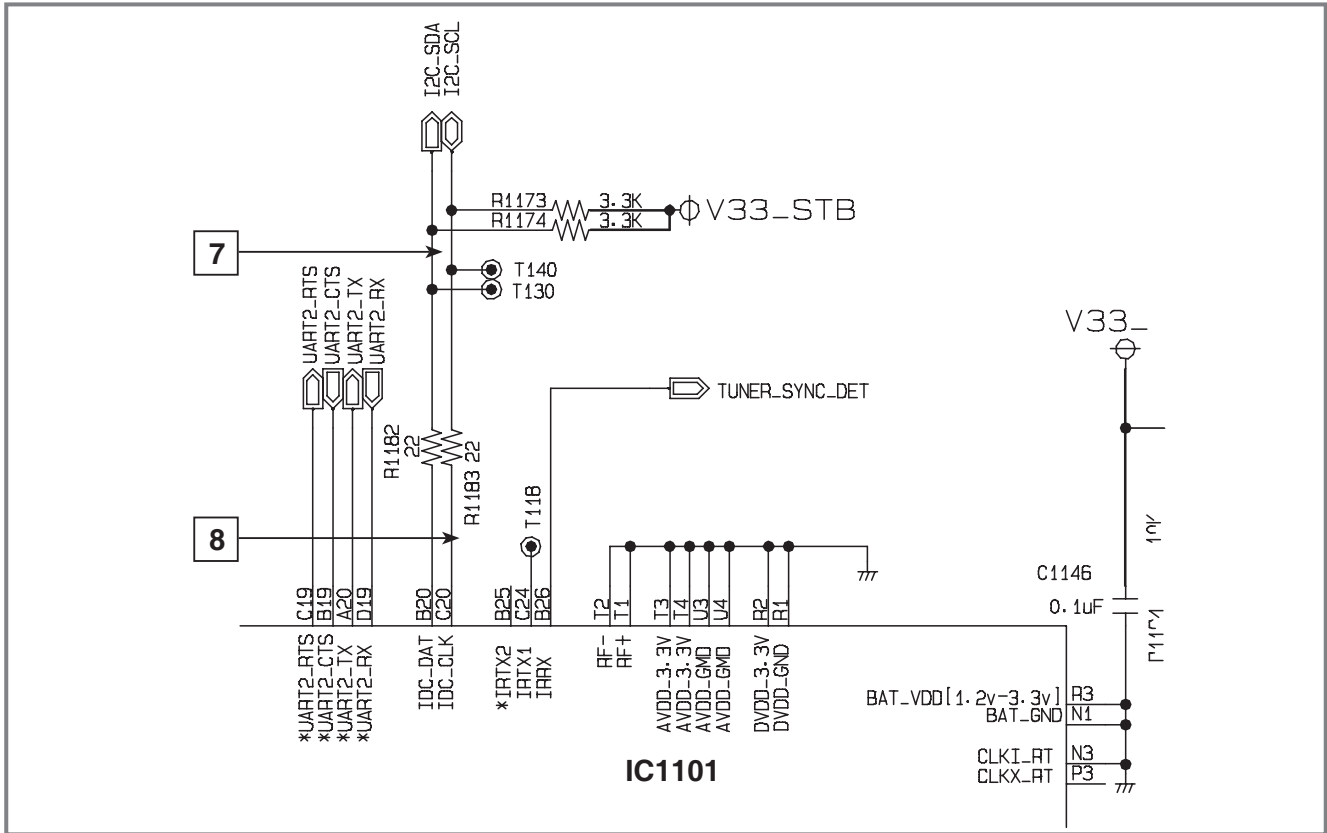 I2C_SDA
I2C_SCL
R1173 3.3K
R1174 3.3K
V33_STB
7
T140
T130
UART2_RTS
UART2_CTS
UART2_TX
UART2_RX
V33_
TUNER_SYNC_DET
R1182
22
R1183 22
T118
8
10K
C1146
0.1uF
C19
B19
A20
D19
B20
C20
B25
C24
B26
T2
T1
T3
T4
U3
U4
R2
R1
*UART2_RTS
*UART2_CTS
*UART2_TX
*UART2_RX
IDC_DAT
IDC_CLK
*IRTX2
IRTX1
IRRX
RF-
RF+
AVDD_3.3V
AVDD_3.3V
AVDD_GMD
AVDD_GMD
DVDD_3.3V
DVDD_GND
BAT_VDD[1.2v-3.3v] R3
BAT_GND N1
CLKI_RT N3
CLKX_RT P3
IC1101